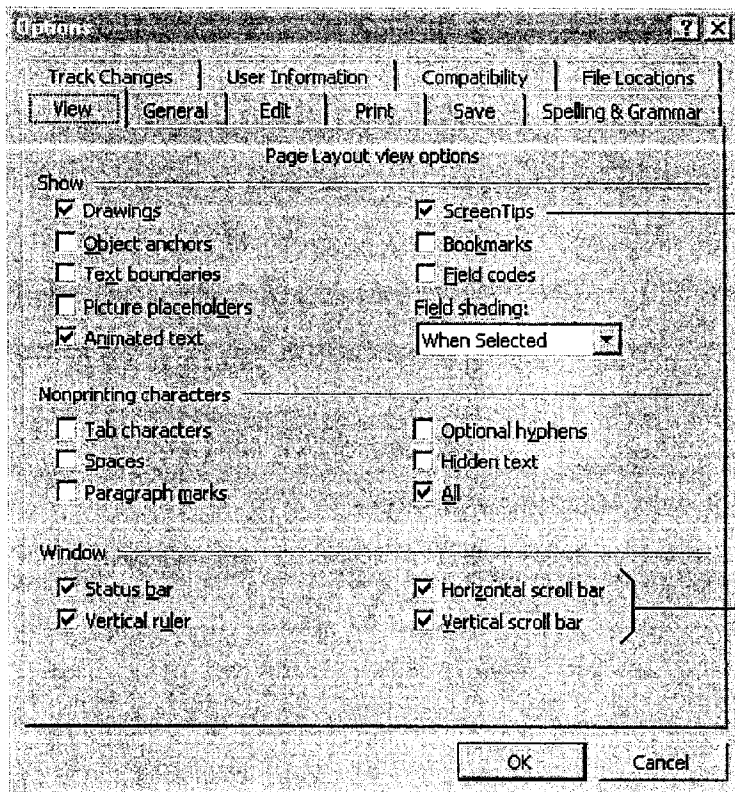 Options
Track Changes User Information Compatibility File Locations
View General Edit Print Save Spelling & Grammar
Page Layout view options
Show
Drawings ScreenTips
Object anchors Bookmarks
Text boundaries Field codes
Picture placeholders Field shading:
Animated text When Selected
Nonprinting characters
Tab characters Optional hyphens
Spaces Hidden text
Paragraph marks All
Window
Status bar Horizontal scroll bar
Vertical ruler Vertical scroll bar
OK Cancel